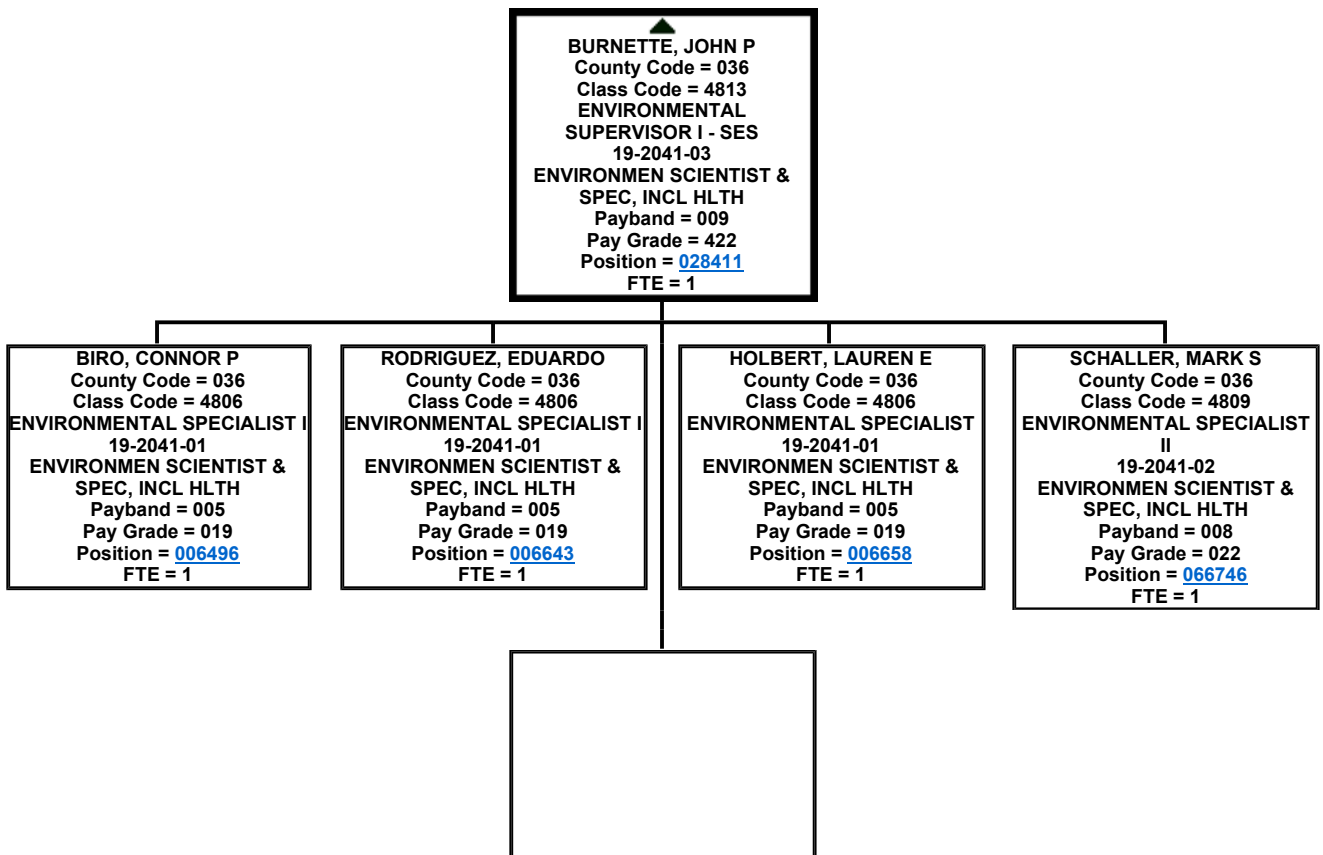 BURNETTE, JOHN P
County Code = 036
Class Code = 4813
ENVIRONMENTAL
SUPERVISOR I - SES
19-2041-03
ENVIRONMEN SCIENTIST &
SPEC, INCL HLTH
Payband = 009
Pay Grade = 422
Position = 028411
FTE = 1
BIRO, CONNOR P
County Code = 036
Class Code = 4806
ENVIRONMENTAL SPECIALIST I
19-2041-01
ENVIRONMEN SCIENTIST &
SPEC, INCL HLTH
Payband = 005
Pay Grade = 019
Position = 006496
FTE = 1
RODRIGUEZ, EDUARDO
County Code = 036
Class Code = 4806
ENVIRONMENTAL SPECIALIST I
19-2041-01
ENVIRONMEN SCIENTIST &
SPEC, INCL HLTH
Payband = 005
Pay Grade = 019
Position = 006643
FTE = 1
HOLBERT, LAUREN E
County Code = 036
Class Code = 4806
ENVIRONMENTAL SPECIALIST
19-2041-01
ENVIRONMEN SCIENTIST &
SPEC, INCL HLTH
Payband = 005
Pay Grade = 019
Position = 006658
FTE = 1
SCHALLER, MARK S
County Code = 036
Class Code = 4809
ENVIRONMENTAL SPECIALIST
II
19-2041-02
ENVIRONMEN SCIENTIST &
SPEC, INCL HLTH
Payband = 008
Pay Grade = 022
Position = 066746
FTE = 1